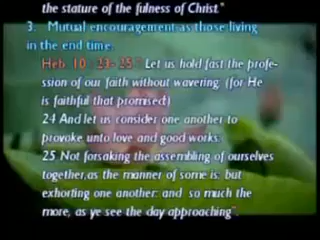 the stature of the fulness of Christ."
3. Mutual encouragement as those living
in the end time.
Heb. 10 : 23- 25 "Let us hold fast the profe-
ssion of our faith without wavering, (for He
is faithful that promised:)
24 And let us consider one another to
provoke unto love and good works:
25 Not forsaking the assembling of ourselves
together,as the manner of some is: but
exhorting one another: and so much the
more, as ye see the day approaching".